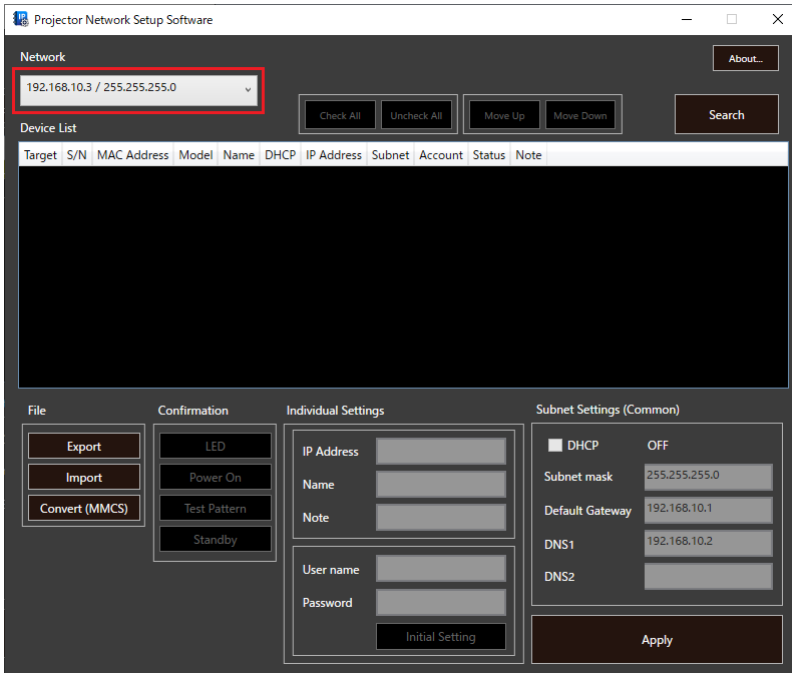 Projector Network Setup Software
Network
About...
192.168.10.3 / 255.255.255.0
Check All Uncheck All Move Up Move Down Search
Device List
Target S/N MAC Address Model Name DHCP IP Address Subnet Account Status Note
File
Export
Import
Convert (MMCS)
Confirmation
LED
Power On
Test Pattern
Standby
Individual Settings
IP Address
Name
Note
User name
Password
Initial Setting
Subnet Settings (Common)
DHCP OFF
Subnet mask 255.255.255.0
Default Gateway 192.168.10.1
DNS1 192.168.10.2
DNS2
Apply